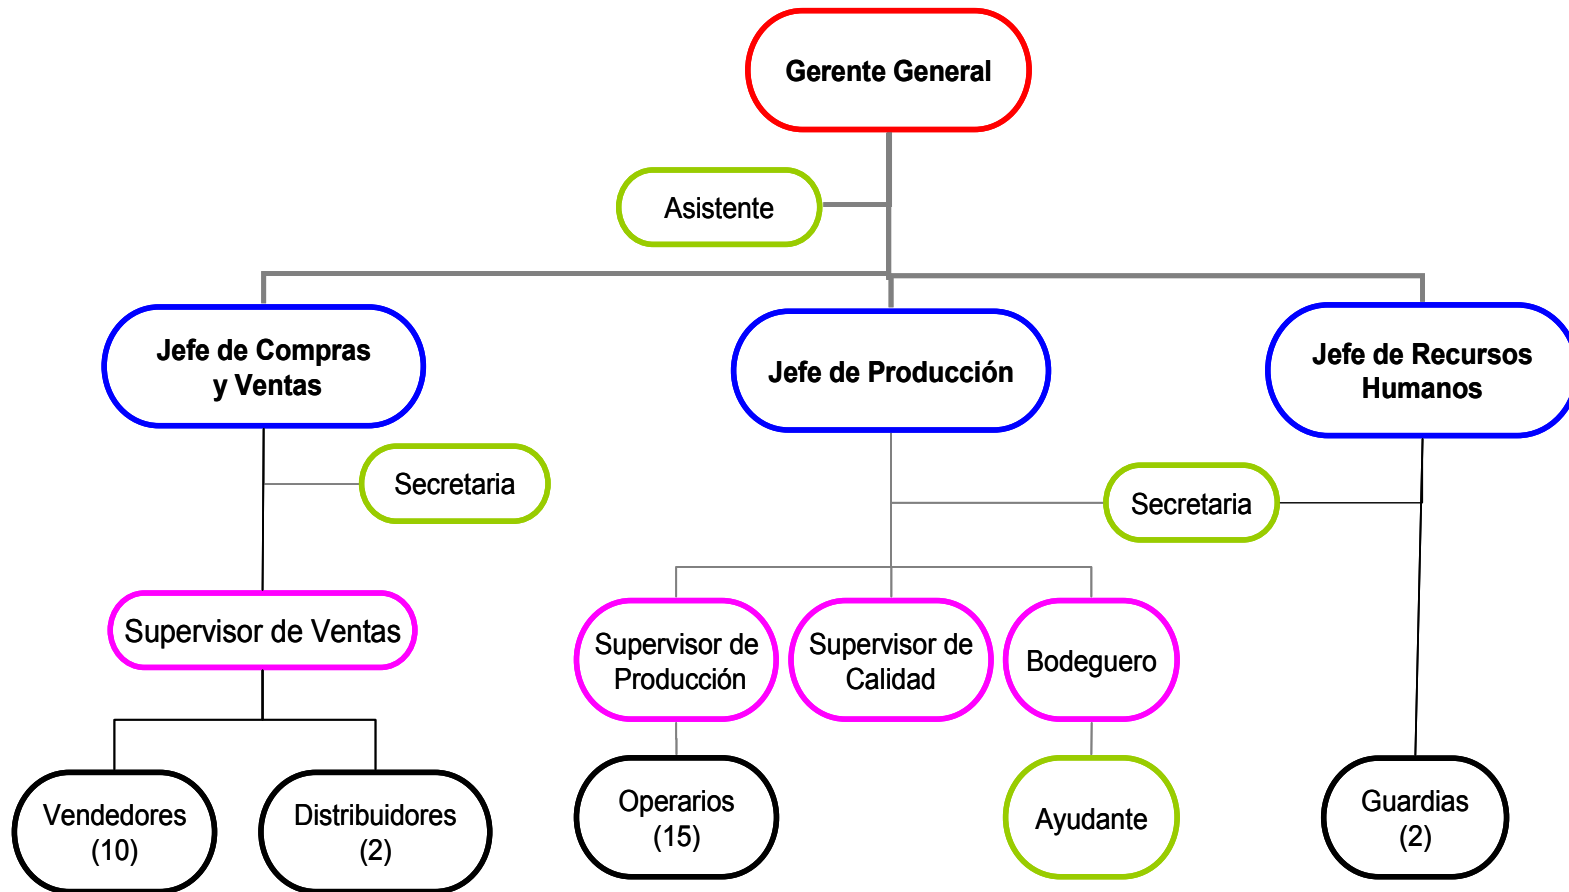 Gerente General
Asistente
Jefe de Compras
y Ventas
Jefe de Producción
Jefe de Recursos
Humanos
Secretaria
Secretaria
Supervisor de Ventas
Supervisor de
Producción
Supervisor de
Calidad
Bodeguero
Vendedores
(10)
Distribuidores
(2)
Operarios
(15)
Ayudante
Guardias
(2)